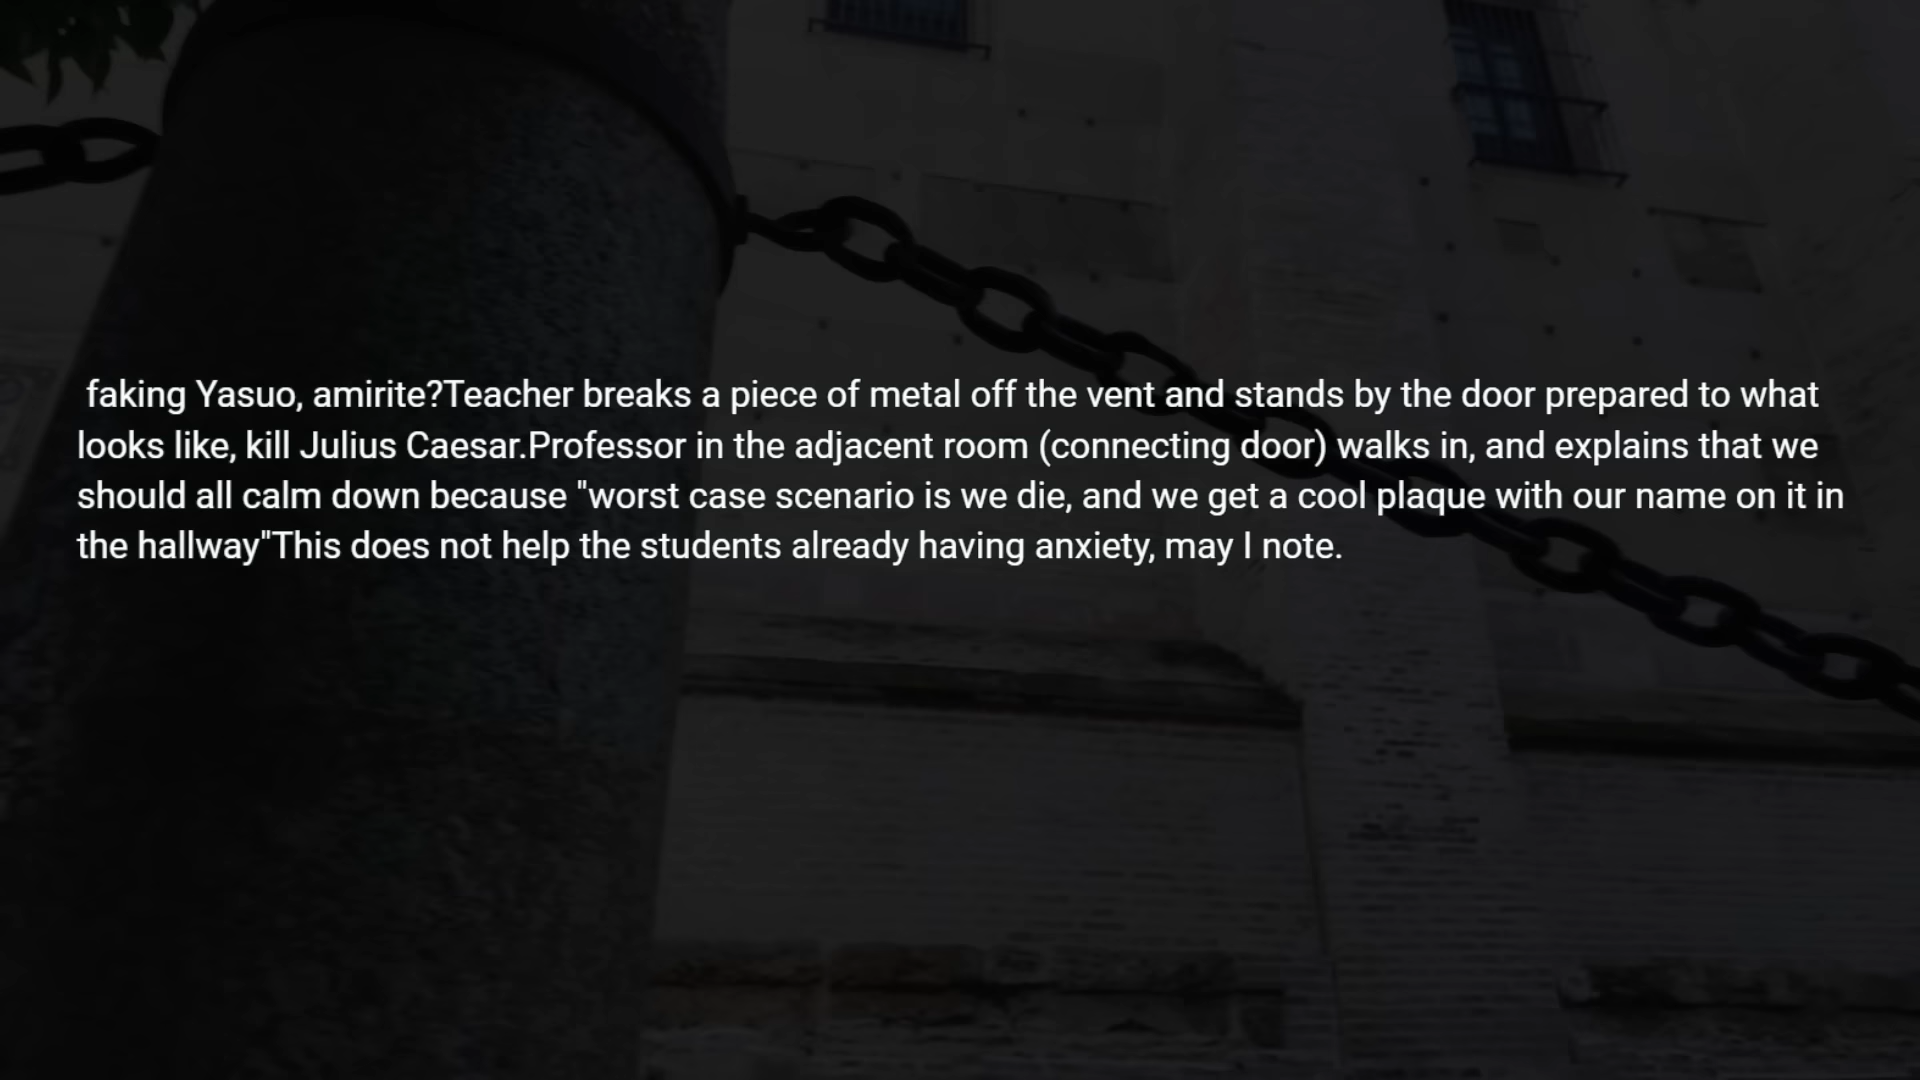 faking Yasuo, amirite?Teacher breaks a piece of metal off the vent and stands by the door prepared to what
looks like, kill Julius Caesar.Professor in the adjacent room (connecting door) walks in, and explains that we
should all calm down because "worst case scenario is we die, and we get a cool plaque with our name on it in
the hallway"This does not help the students already having anxiety, may I note.